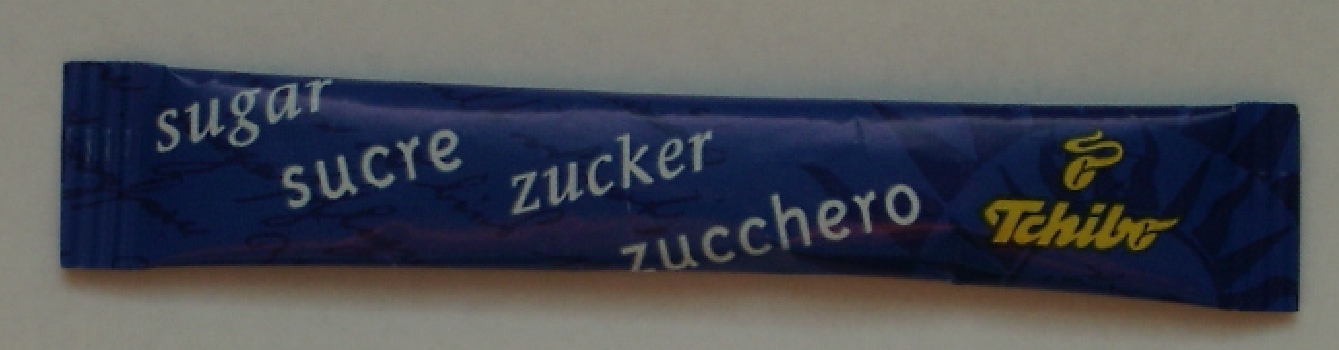 sugar
sucre
zucker
zucchero
Tchibo